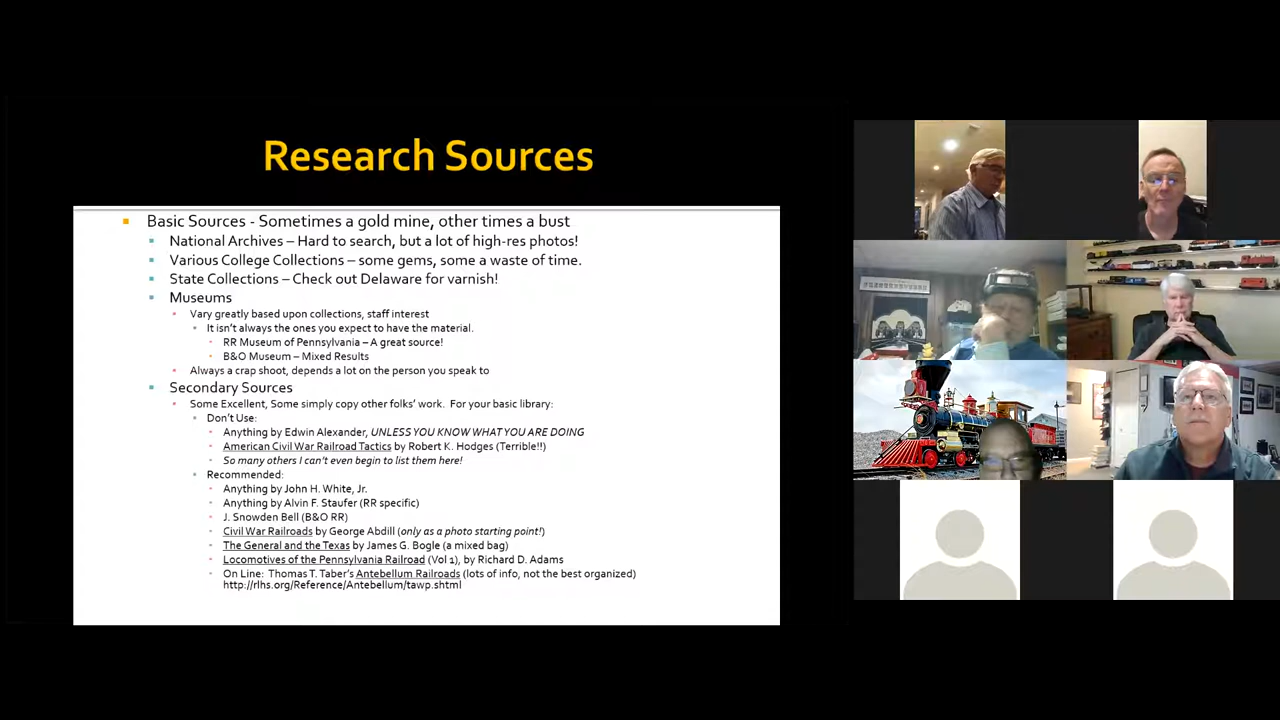 Research Sources
Basic Sources - Sometimes a gold mine, other times a bust
National Archives – Hard to search, but a lot of high-res photos!
Various College Collections – some gems, some a waste of time.
State Collections – Check out Delaware for varnish!
Museums
Vary greatly based upon collections, staff interest
It isn't always the ones you expect to have the material.
RR Museum of Pennsylvania – A great source!
B&O Museum – Mixed Results
Always a crap shoot, depends a lot on the person you speak to
Secondary Sources
Some Excellent, Some simply copy other folks' work. For your basic library:
Don't Use:
Anything by Edwin Alexander, UNLESS YOU KNOW WHAT YOU ARE DOING
American Civil War Railroad Tactics by Robert K. Hodges (Terrible!!)
So many others I can't even begin to list them here!
Recommended:
Anything by John H. White, Jr.
Anything by Alvin F. Staufer (RR specific)
J. Snowden Bell (B&O RR)
Civil War Railroads by George Abdill (only as a photo starting point!)
The General and the Texas by James G. Bogle (a mixed bag)
Locomotives of the Pennsylvania Railroad (Vol 1), by Richard D. Adams
On Line: Thomas T. Taber's Antebellum Railroads (lots of info, not the best organized)
http://rlhs.org/Reference/Antebellum/tawp.shtml